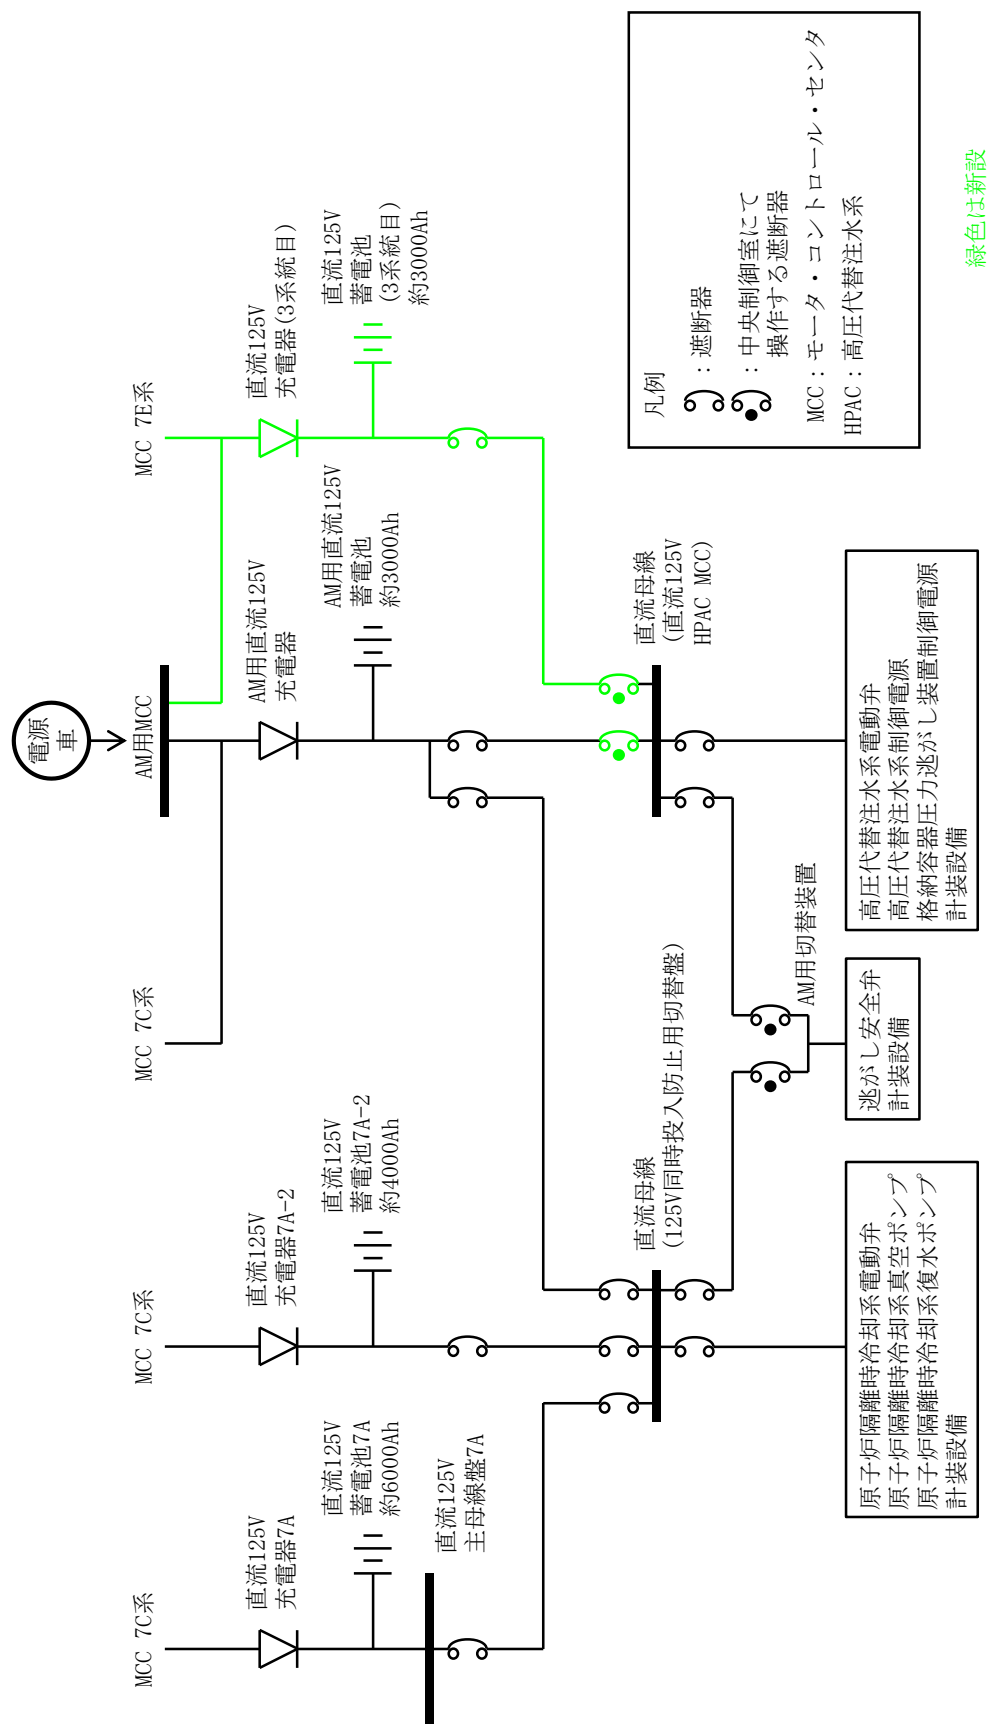 電源
車
AM用MCC
MCC 7C系
MCC 7C系
MCC 7C系
MCC 7E系
直流125V
充電器7A
直流125V
充電器7A-2
AM用直流125V
充電器
直流125V
充電器(3系統目)
直流125V
蓄電池7A
約6000Ah
直流125V
蓄電池7A-2
約4000Ah
AM用直流125V
蓄電池
約3000Ah
直流125V
蓄電池
(3系統目)
約3000Ah
直流125V
主母線盤7A
直流母線
(125V同時投入防止用切替盤)
直流母線
(直流125V
HPAC MCC)
AM用切替装置
原子炉隔離時冷却系電動弁
原子炉隔離時冷却系真空ポンプ
原子炉隔離時冷却系復水ポンプ
計装設備
逃がし安全弁
計装設備
高圧代替注水系電動弁
高圧代替注水系制御電源
格納容器圧力逃がし装置制御電源
計装設備
凡例
：遮断器
：中央制御室にて
操作する遮断器
MCC：モータ・コントロール・センタ
HPAC：高圧代替注水系
緑色は新設